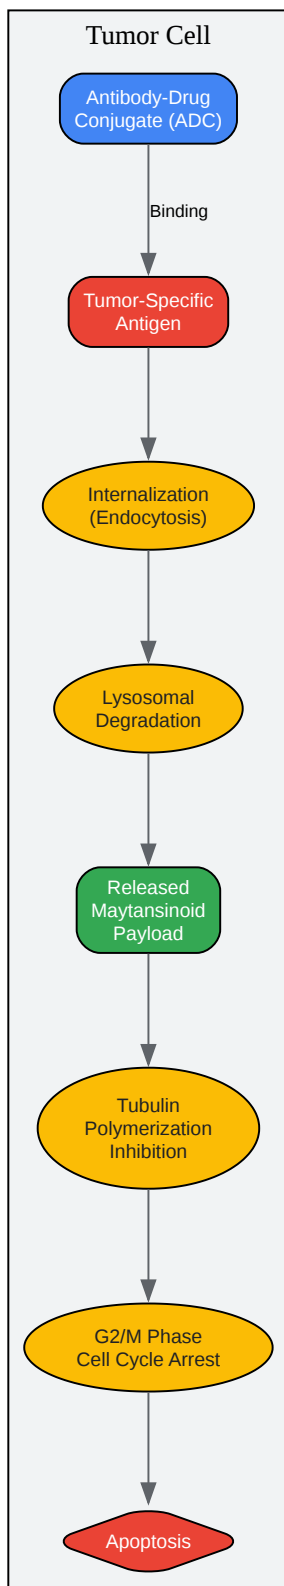 Tumor Cell
Antibody-Drug
Conjugate (ADC)
Binding
Tumor-Specific
Antigen
Internalization
(Endocytosis)
Lysosomal
Degradation
Released
Maytansinoid
Payload
Tubulin
Polymerization
Inhibition
G2/M Phase
Cell Cycle Arrest
Apoptosis